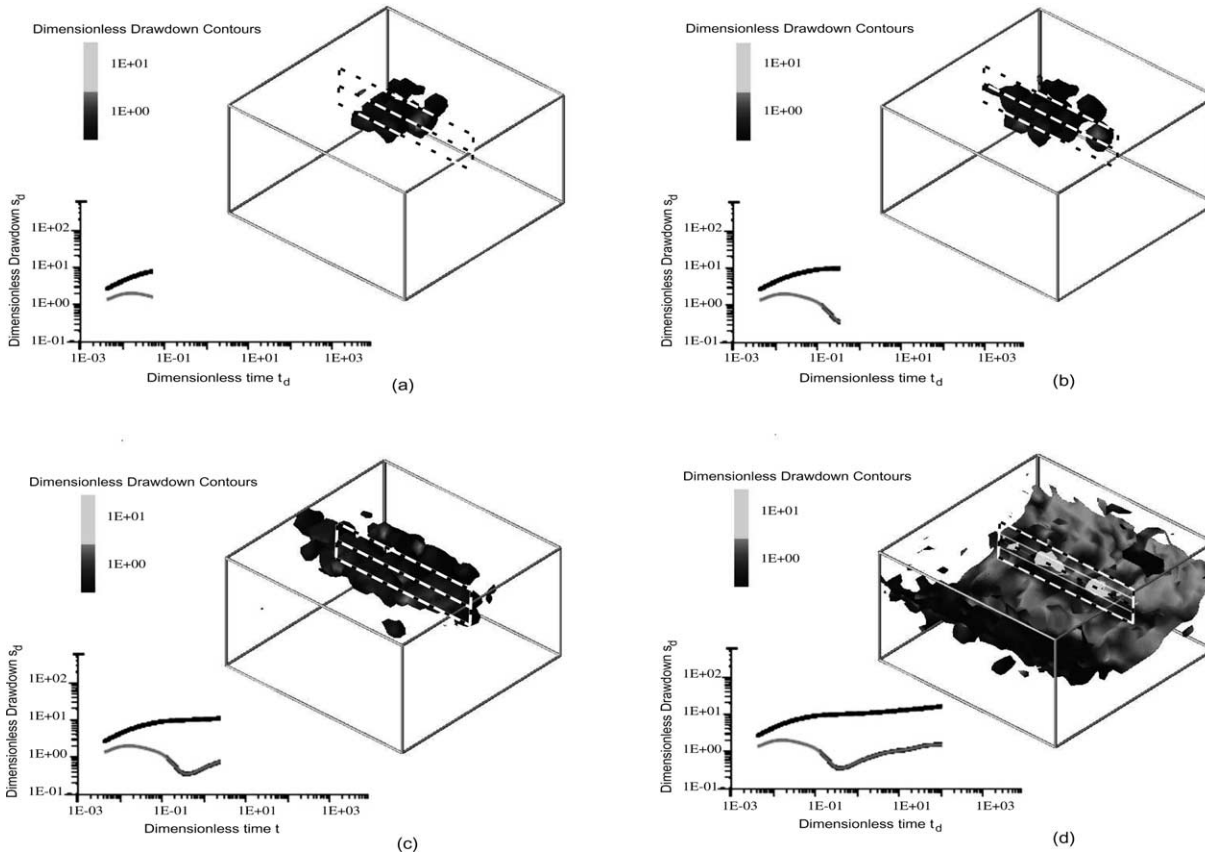 Dimensionless Drawdown Contours
1E+01
1E+00
Dimensionless Drawdown s_d
1E+02
1E+01
1E+00
1E-01
1E-03
1E-01
1E+01
1E+03
Dimensionless time t_d
(a)
Dimensionless Drawdown Contours
1E+01
1E+00
Dimensionless Drawdown s_d
1E+02
1E+01
1E+00
1E-01
1E-03
1E-01
1E+01
1E+03
Dimensionless time t_d
(b)
Dimensionless Drawdown Contours
1E+01
1E+00
Dimensionless Drawdown s_d
1E+02
1E+01
1E+00
1E-01
1E-03
1E-01
1E+01
1E+03
Dimensionless time t
(c)
Dimensionless Drawdown Contours
1E+01
1E+00
Dimensionless Drawdown s_d
1E+02
1E+01
1E+00
1E-01
1E-03
1E-01
1E+01
1E+03
Dimensionless time t_d
(d)